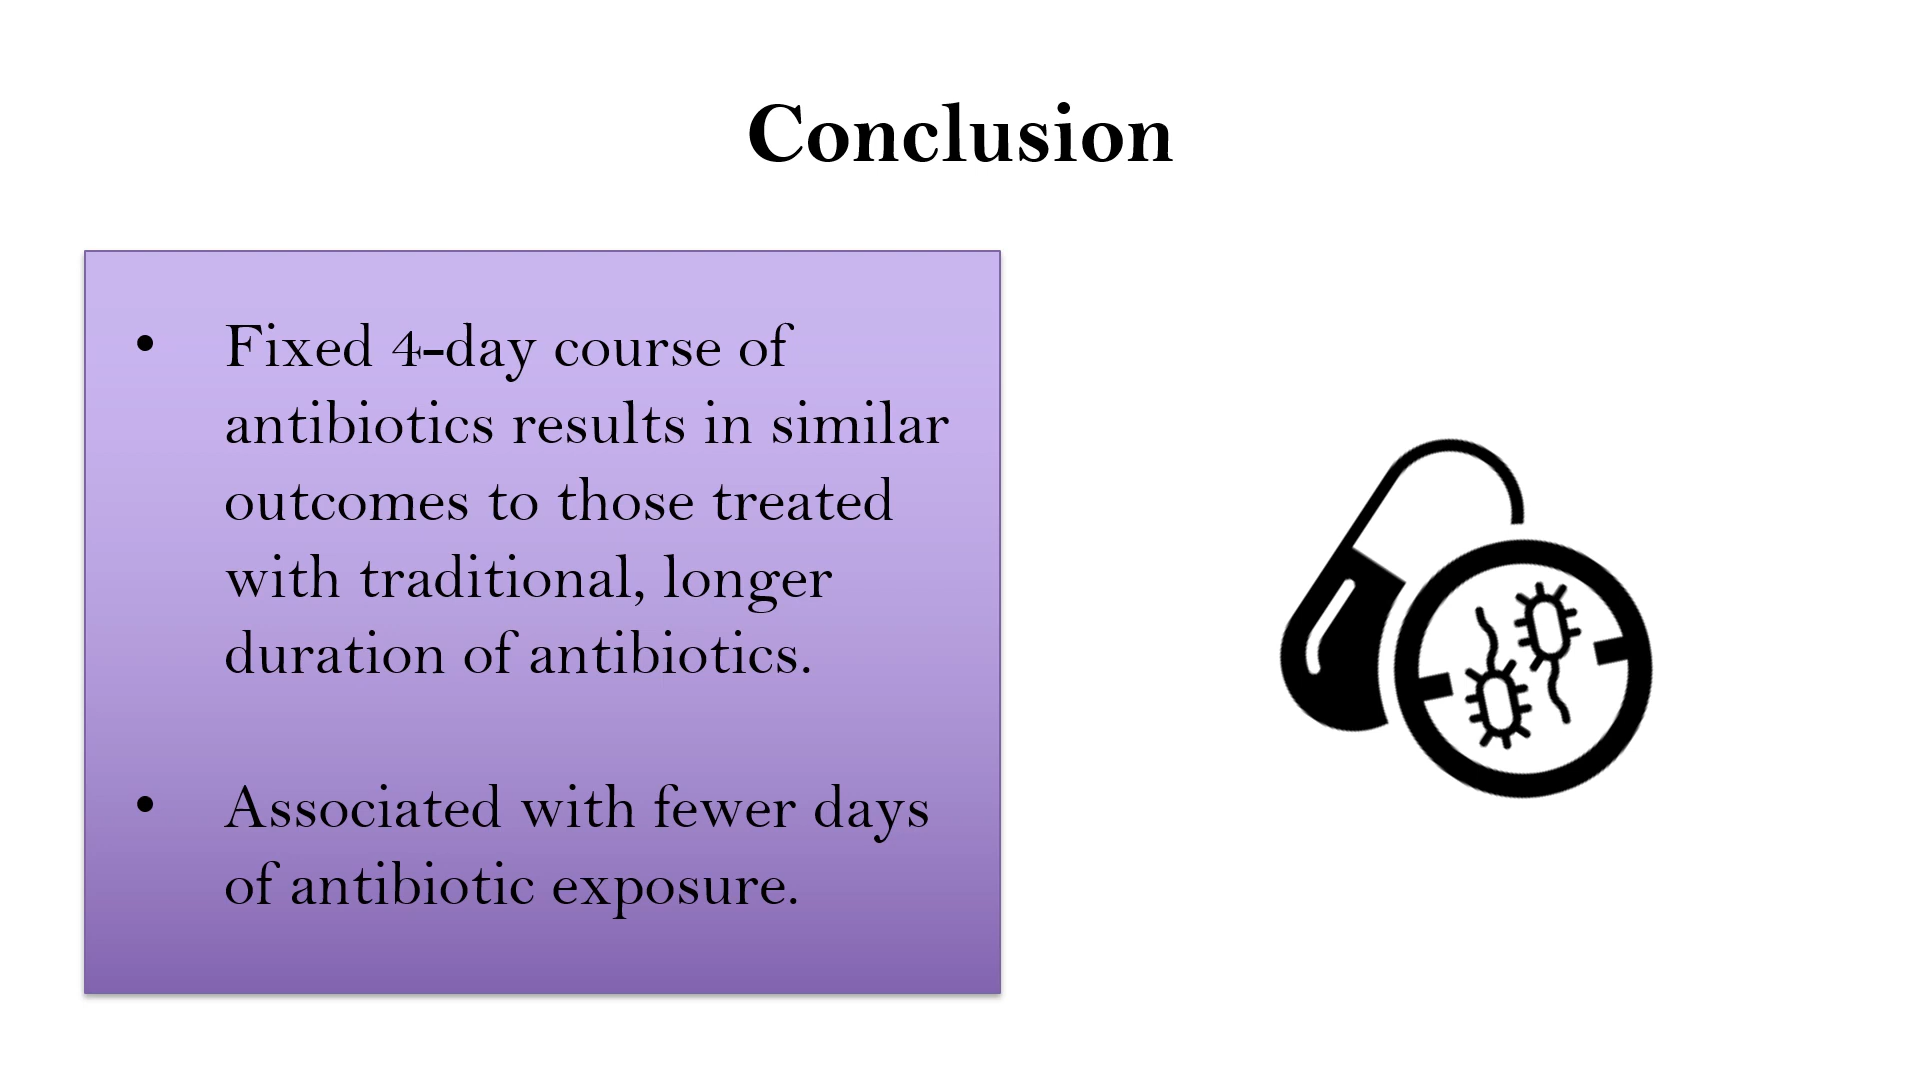 Conclusion
• Fixed 4-day course of
antibiotics results in similar
outcomes to those treated
with traditional, longer
duration of antibiotics.
• Associated with fewer days
of antibiotic exposure.